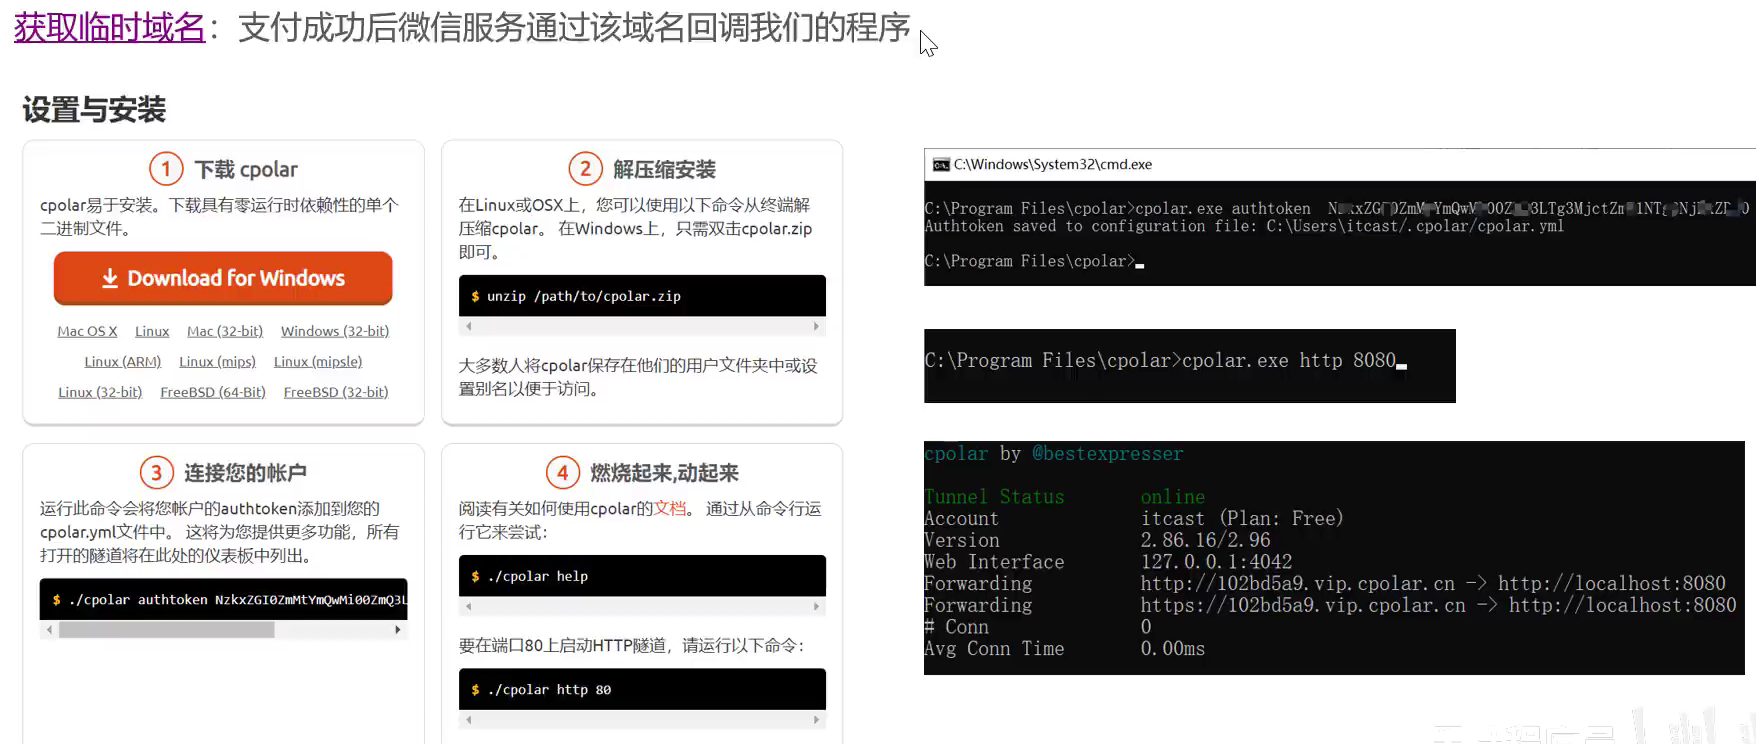 获取临时域名：支付成功后微信服务通过该域名回调我们的程序
设置与安装
1 下载 cpolar
cpolar易于安装。下载具有零运行时依赖性的单个
二进制文件。
Download for Windows
Mac OS X Linux Mac (32-bit) Windows (32-bit)
Linux (ARM) Linux (mips) Linux (mipsle)
Linux (32-bit) FreeBSD (64-Bit) FreeBSD (32-bit)
2 解压缩安装
在Linux或OSX上，您可以使用以下命令从终端解
压缩cpolar。 在Windows上，只需双击cpolar.zip
即可。
$ unzip /path/to/cpolar.zip
大多数人将cpolar保存在他们的用户文件夹中或设
置别名以便于访问。
3 连接您的帐户
运行此命令会将您帐户的authtoken添加到您的
cpolar.yml文件中。 这将为您提供更多功能，所有
打开的隧道将在此处的仪表板中列出。
$ ./cpolar authtoken NzkxZGI0ZmMtYmQwMi00ZmQ3L
4 燃烧起来,动起来
阅读有关如何使用cpolar的文档。 通过从命令行运
行它来尝试：
$ ./cpolar help
要在端口80上启动HTTP隧道，请运行以下命令：
$ ./cpolar http 80
C:\Windows\System32\cmd.exe
C:\Program Files\cpolar>cpolar.exe authtoken
Authtoken saved to configuration file: C:\Users\itcast/.cpolar/cpolar.yml
C:\Program Files\cpolar>
C:\Program Files\cpolar>cpolar.exe http 8080
cpolar by @bestexpresser
Tunnel Status online
Account itcast (Plan: Free)
Version 2.86.16/2.96
Web Interface 127.0.0.1:4042
Forwarding http://102bd5a9.vip.cpolar.cn -> http://localhost:8080
Forwarding https://102bd5a9.vip.cpolar.cn -> http://localhost:8080
# Conn 0
Avg Conn Time 0.00ms